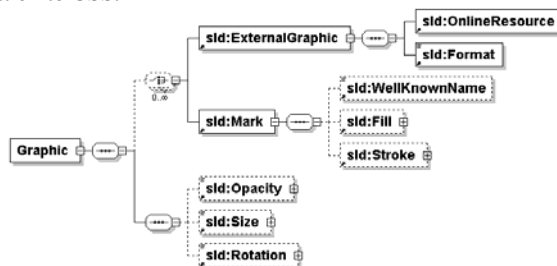 sld:OnlineResource
sld:ExternalGraphic
sld:Format
0..∞
sld:WellKnownName
sld:Mark
sld:Fill
sld:Stroke
Graphic
sld:Opacity
sld:Size
sld:Rotation